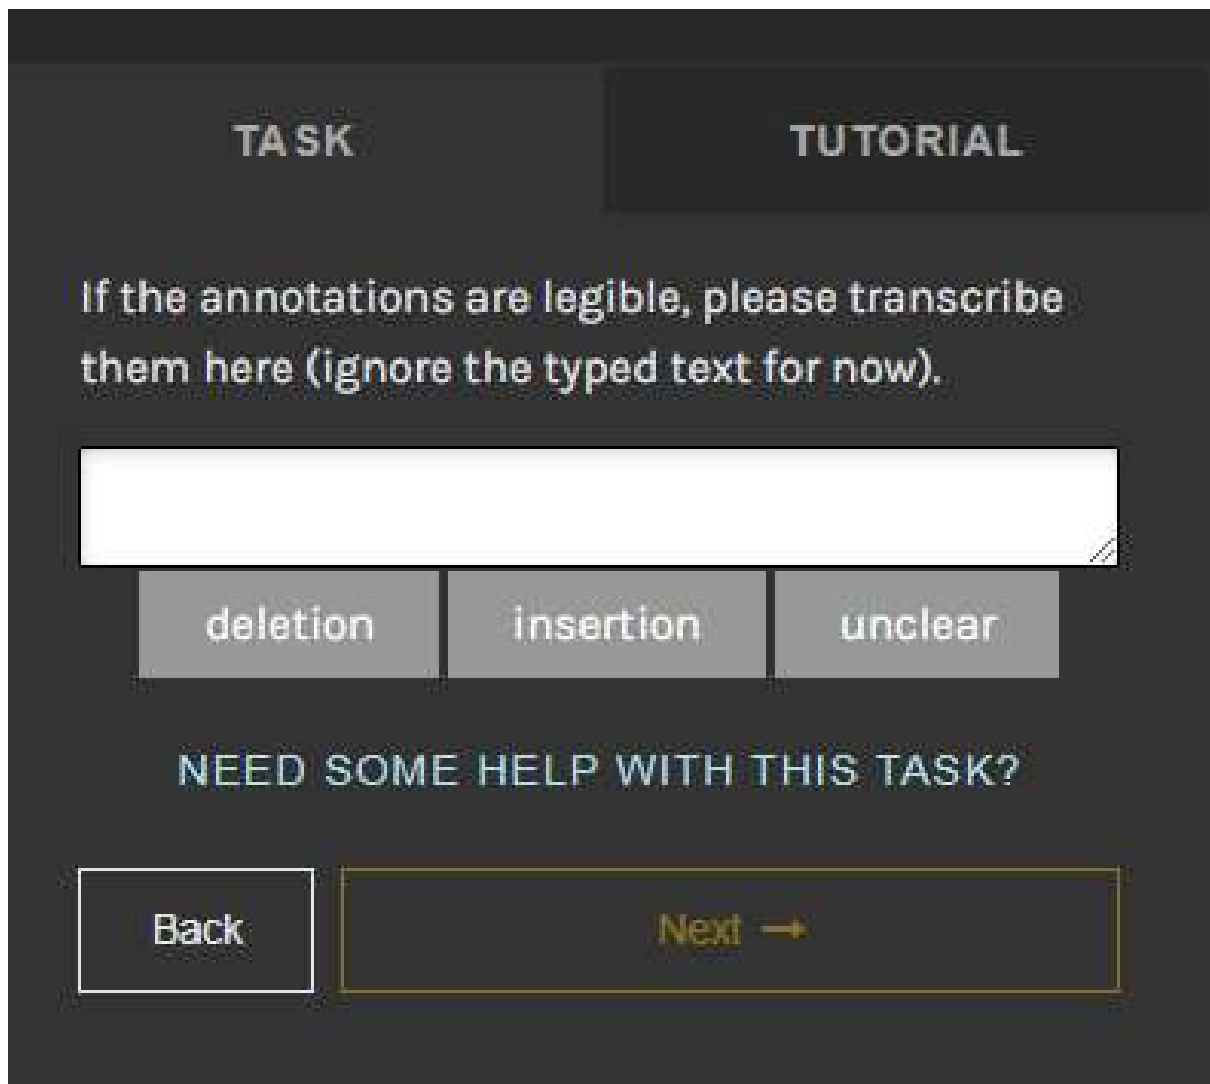 TASK
TUTORIAL
If the annotations are legible, please transcribe
them here (ignore the typed text for now).
deletion
insertion
unclear
NEED SOME HELP WITH THIS TASK?
Back
Next →